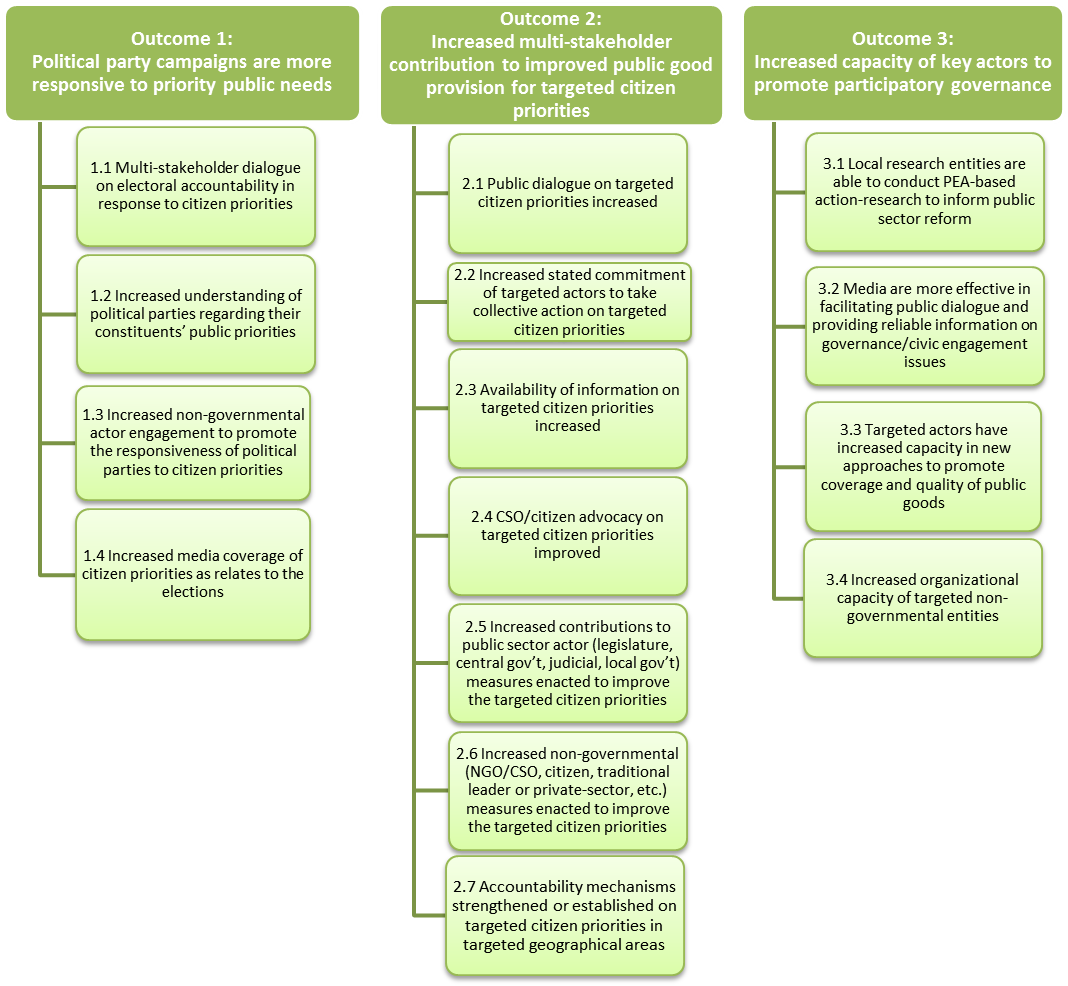 Outcome 1:
Political party campaigns are more
responsive to priority public needs
1.1 Multi-stakeholder dialogue
on electoral accountability in
response to citizen priorities
1.2 Increased understanding of
political parties regarding their
constituents’ public priorities
1.3 Increased non-governmental
actor engagement to promote
the responsiveness of political
parties to citizen priorities
1.4 Increased media coverage of
citizen priorities as relates to the
elections
Outcome 2:
Increased multi-stakeholder
contribution to improved public good
provision for targeted citizen
priorities
2.1 Public dialogue on targeted
citizen priorities increased
2.2 Increased stated commitment
of targeted actors to take
collective action on targeted
citizen priorities
2.3 Availability of information on
targeted citizen priorities
increased
2.4 CSO/citizen advocacy on
targeted citizen priorities
improved
2.5 Increased contributions to
public sector actor (legislature,
central gov’t, judicial, local gov’t)
measures enacted to improve
the targeted citizen priorities
2.6 Increased non-governmental
(NGO/CSO, citizen, traditional
leader or private-sector, etc.)
measures enacted to improve
the targeted citizen priorities
2.7 Accountability mechanisms
strengthened or established on
targeted citizen priorities in
targeted geographical areas
Outcome 3:
Increased capacity of key actors to
promote participatory governance
3.1 Local research entities are
able to conduct PEA-based
action-research to inform public
sector reform
3.2 Media are more effective in
facilitating public dialogue and
providing reliable information on
governance/civic engagement
issues
3.3 Targeted actors have
increased capacity in new
approaches to promote
coverage and quality of public
goods
3.4 Increased organizational
capacity of targeted non-
governmental entities